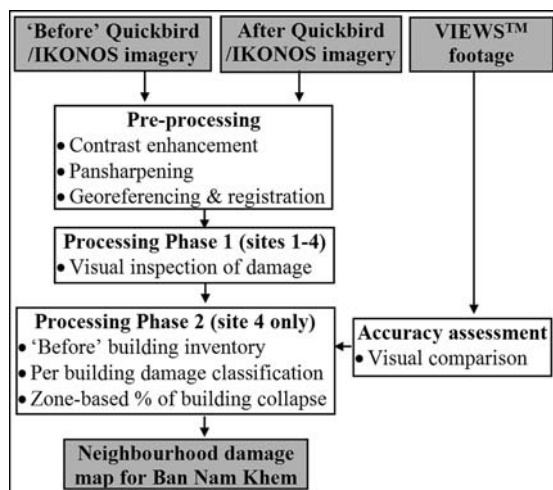 ‘Before’ Quickbird
/IKONOS imagery
After Quickbird
/IKONOS imagery
VIEWS™
footage
Pre-processing
• Contrast enhancement
• Pansharpening
• Georeferencing & registration
Processing Phase 1 (sites 1-4)
• Visual inspection of damage
Processing Phase 2 (site 4 only)
• ‘Before’ building inventory
• Per building damage classification
• Zone-based % of building collapse
Accuracy assessment
• Visual comparison
Neighbourhood damage
map for Ban Nam Khem